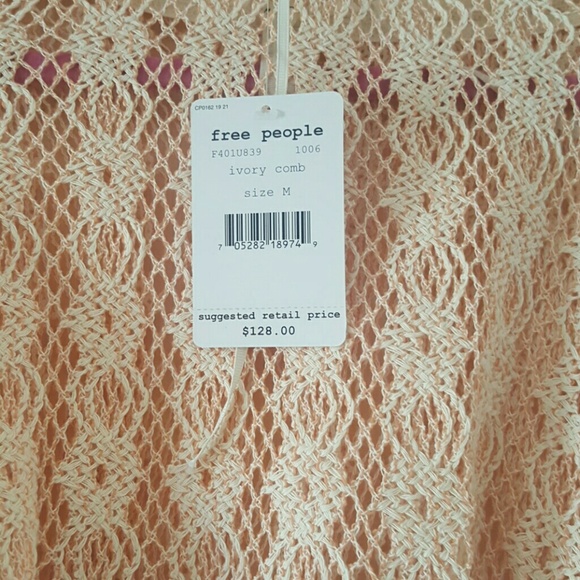 CP0162 19 21
free people
F401U839 1006
ivory comb
size M
7 05282 18974 9
suggested retail price
$128.00